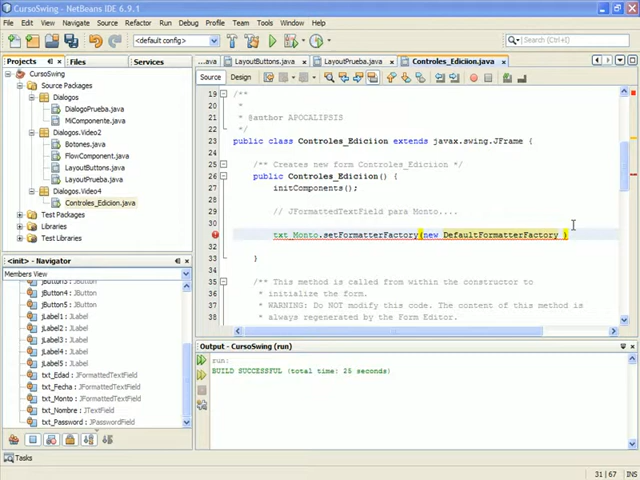 CursoSwing - NetBeans IDE 6.9.1
File Edit View Navigate Source Refactor Run Debug Profile Team Tools Window Help
<default config>
Search (Ctrl+I)
Projects Files Services
...ava LayoutButtons.java LayoutPrueba.java Controles_Ediciion.java
Source Design
CursoSwing
Source Packages
Dialogos
DialogoPrueba.java
MiComponente.java
Dialogos.Video2
Botones.java
FlowComponent.java
LayoutButtons.java
LayoutPrueba.java
Dialogos.Video4
Controles_Edicion.java
Test Packages
Libraries
Test Libraries
19 /**
20 *
21 * @author APOCALIPSIS
22 */
23 public class Controles_Ediciion extends javax.swing.JFrame {
24
25 /** Creates new form Controles_Ediciion */
26 public Controles_Ediciion() {
27 initComponents();
28
29 // JFormattedTextField para Monto....
30
txt_Monto.setFormatterFactory(new DefaultFormatterFactory )
32
33 }
34
35 /** This method is called from within the constructor to
36 * initialize the form.
37 * WARNING: Do NOT modify this code. The content of this method is
38 * always regenerated by the Form Editor.
<init> - Navigator
Members View
jButton3 : JButton
jButton4 : JButton
jButton5 : JButton
jLabel1 : JLabel
jLabel2 : JLabel
jLabel3 : JLabel
jLabel4 : JLabel
jLabel5 : JLabel
txt_Edad : JFormattedTextField
txt_Fecha : JFormattedTextField
txt_Monto : JFormattedTextField
txt_Nombre : JTextField
txt_Password : JPasswordField
Output - CursoSwing (run)
run:
BUILD SUCCESSFUL (total time: 25 seconds)
Tasks
31 | 67 INS